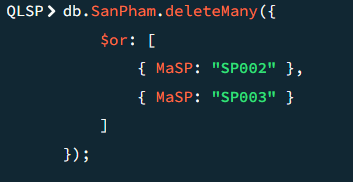 QLSP> db.SanPham.deleteMany({
$or: [
{ MaSP: "SP002" },
{ MaSP: "SP003" }
]
});